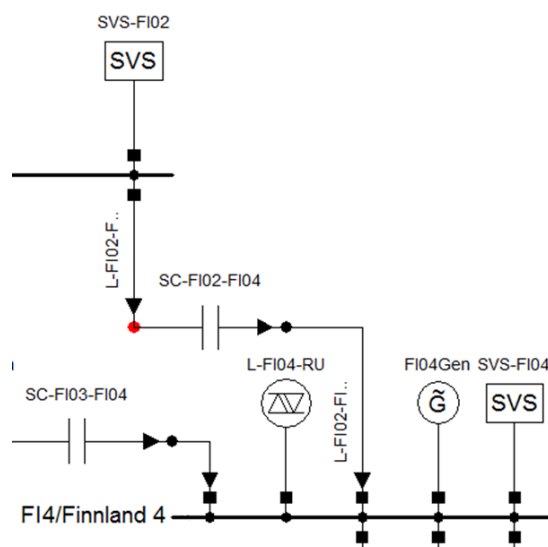 SVS-FI02
SVS
L-FI02-F..
SC-FI02-FI04
L-FI04-RU
FI04Gen
SVS-FI04
SC-FI03-FI04
L-FI02-FI..
G̃
SVS
FI4/Finnland 4